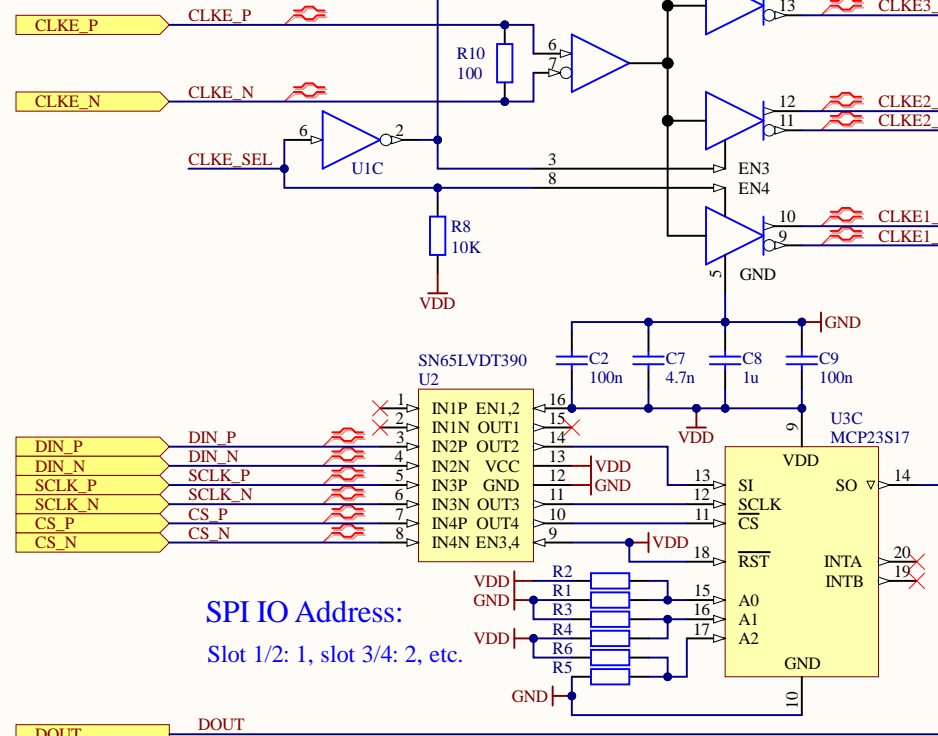 CLKE_P CLKE_P 13 CLKE3_
R10 100 6 7
CLKE_N CLKE_N 12 CLKE2_
11 CLKE2_
6 2 U1C
CLKE_SEL 3 EN3
8 EN4
R8 10K
10 CLKE1_
9 CLKE1_
5 GND
VDD
GND
SN65LVDT390
U2
C2 100n
C7 4.7n
C8 1u
C9 100n
1 IN1P EN1,2 16
2 IN1N OUT1 15
DIN_P DIN_P 3 IN2P OUT2 14
DIN_N DIN_N 4 IN2N VCC 13 VDD
SCLK_P SCLK_P 5 IN3P GND 12 GND
SCLK_N SCLK_N 6 IN3N OUT3 11
CS_P CS_P 7 IN4P OUT4 10
CS_N CS_N 8 IN4N EN3,4 9 VDD
VDD
U3C
MCP23S17
9
VDD
13 SI SO 14
12 SCLK
11 CS
18 RST INTA 20
INTB 19
VDD R2
GND R1 15 A0
R3 16 A1
VDD R4 17 A2
R6
R5
GND
GND
10
SPI IO Address:
Slot 1/2: 1, slot 3/4: 2, etc.
DOUT DOUT